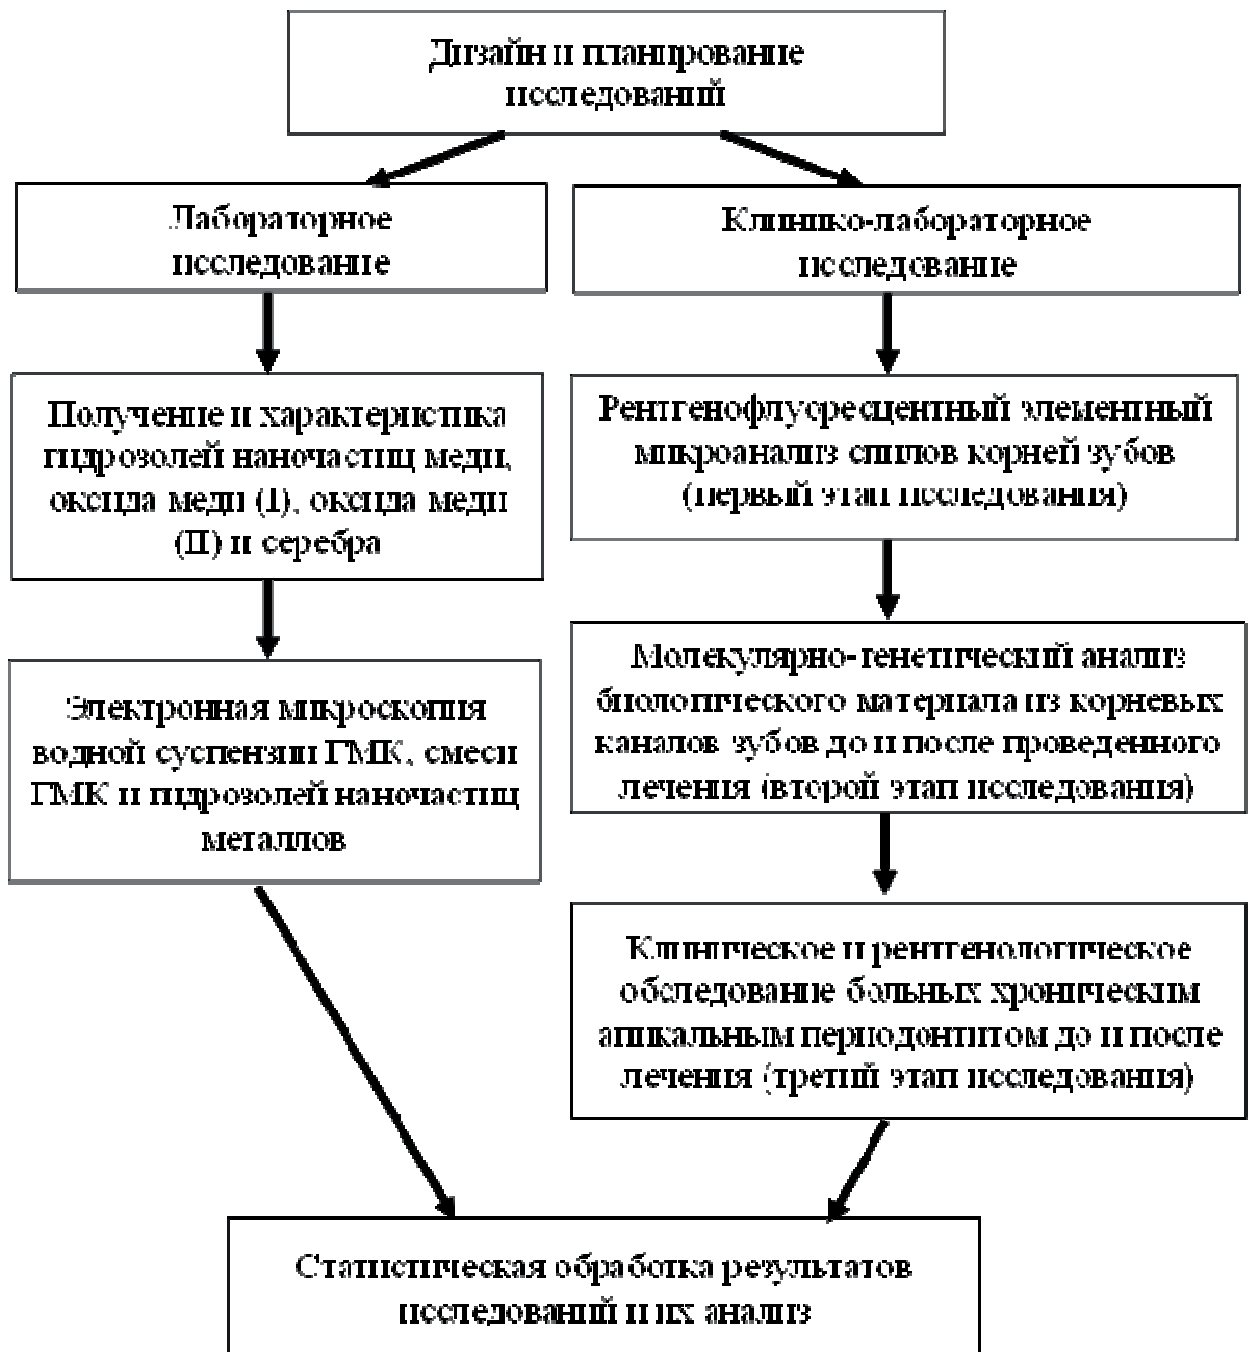 Дизайн и планирование
исследований
Лабораторное
исследование
Клинико-лабораторное
исследование
Получение и характеристика
гидрозолей наночастиц меди,
оксида меди (I), оксида меди
(II) и серебра
Рентгенофлуоресцентный элементный
микроанализ спилов корней зубов
(первый этап исследования)
Электронная микроскопия
водной суспензии ГМК, смеси
ГМК и гидрозолей наночастиц
металлов
Молекулярно-генетический анализ
биологического материала из корневых
каналов зубов до и после проведенного
лечения (второй этап исследования)
Клиническое и рентгенологическое
обследование больных хроническим
апикальным периодонтитом до и после
лечения (третий этап исследования)
Статистическая обработка результатов
исследований и их анализ